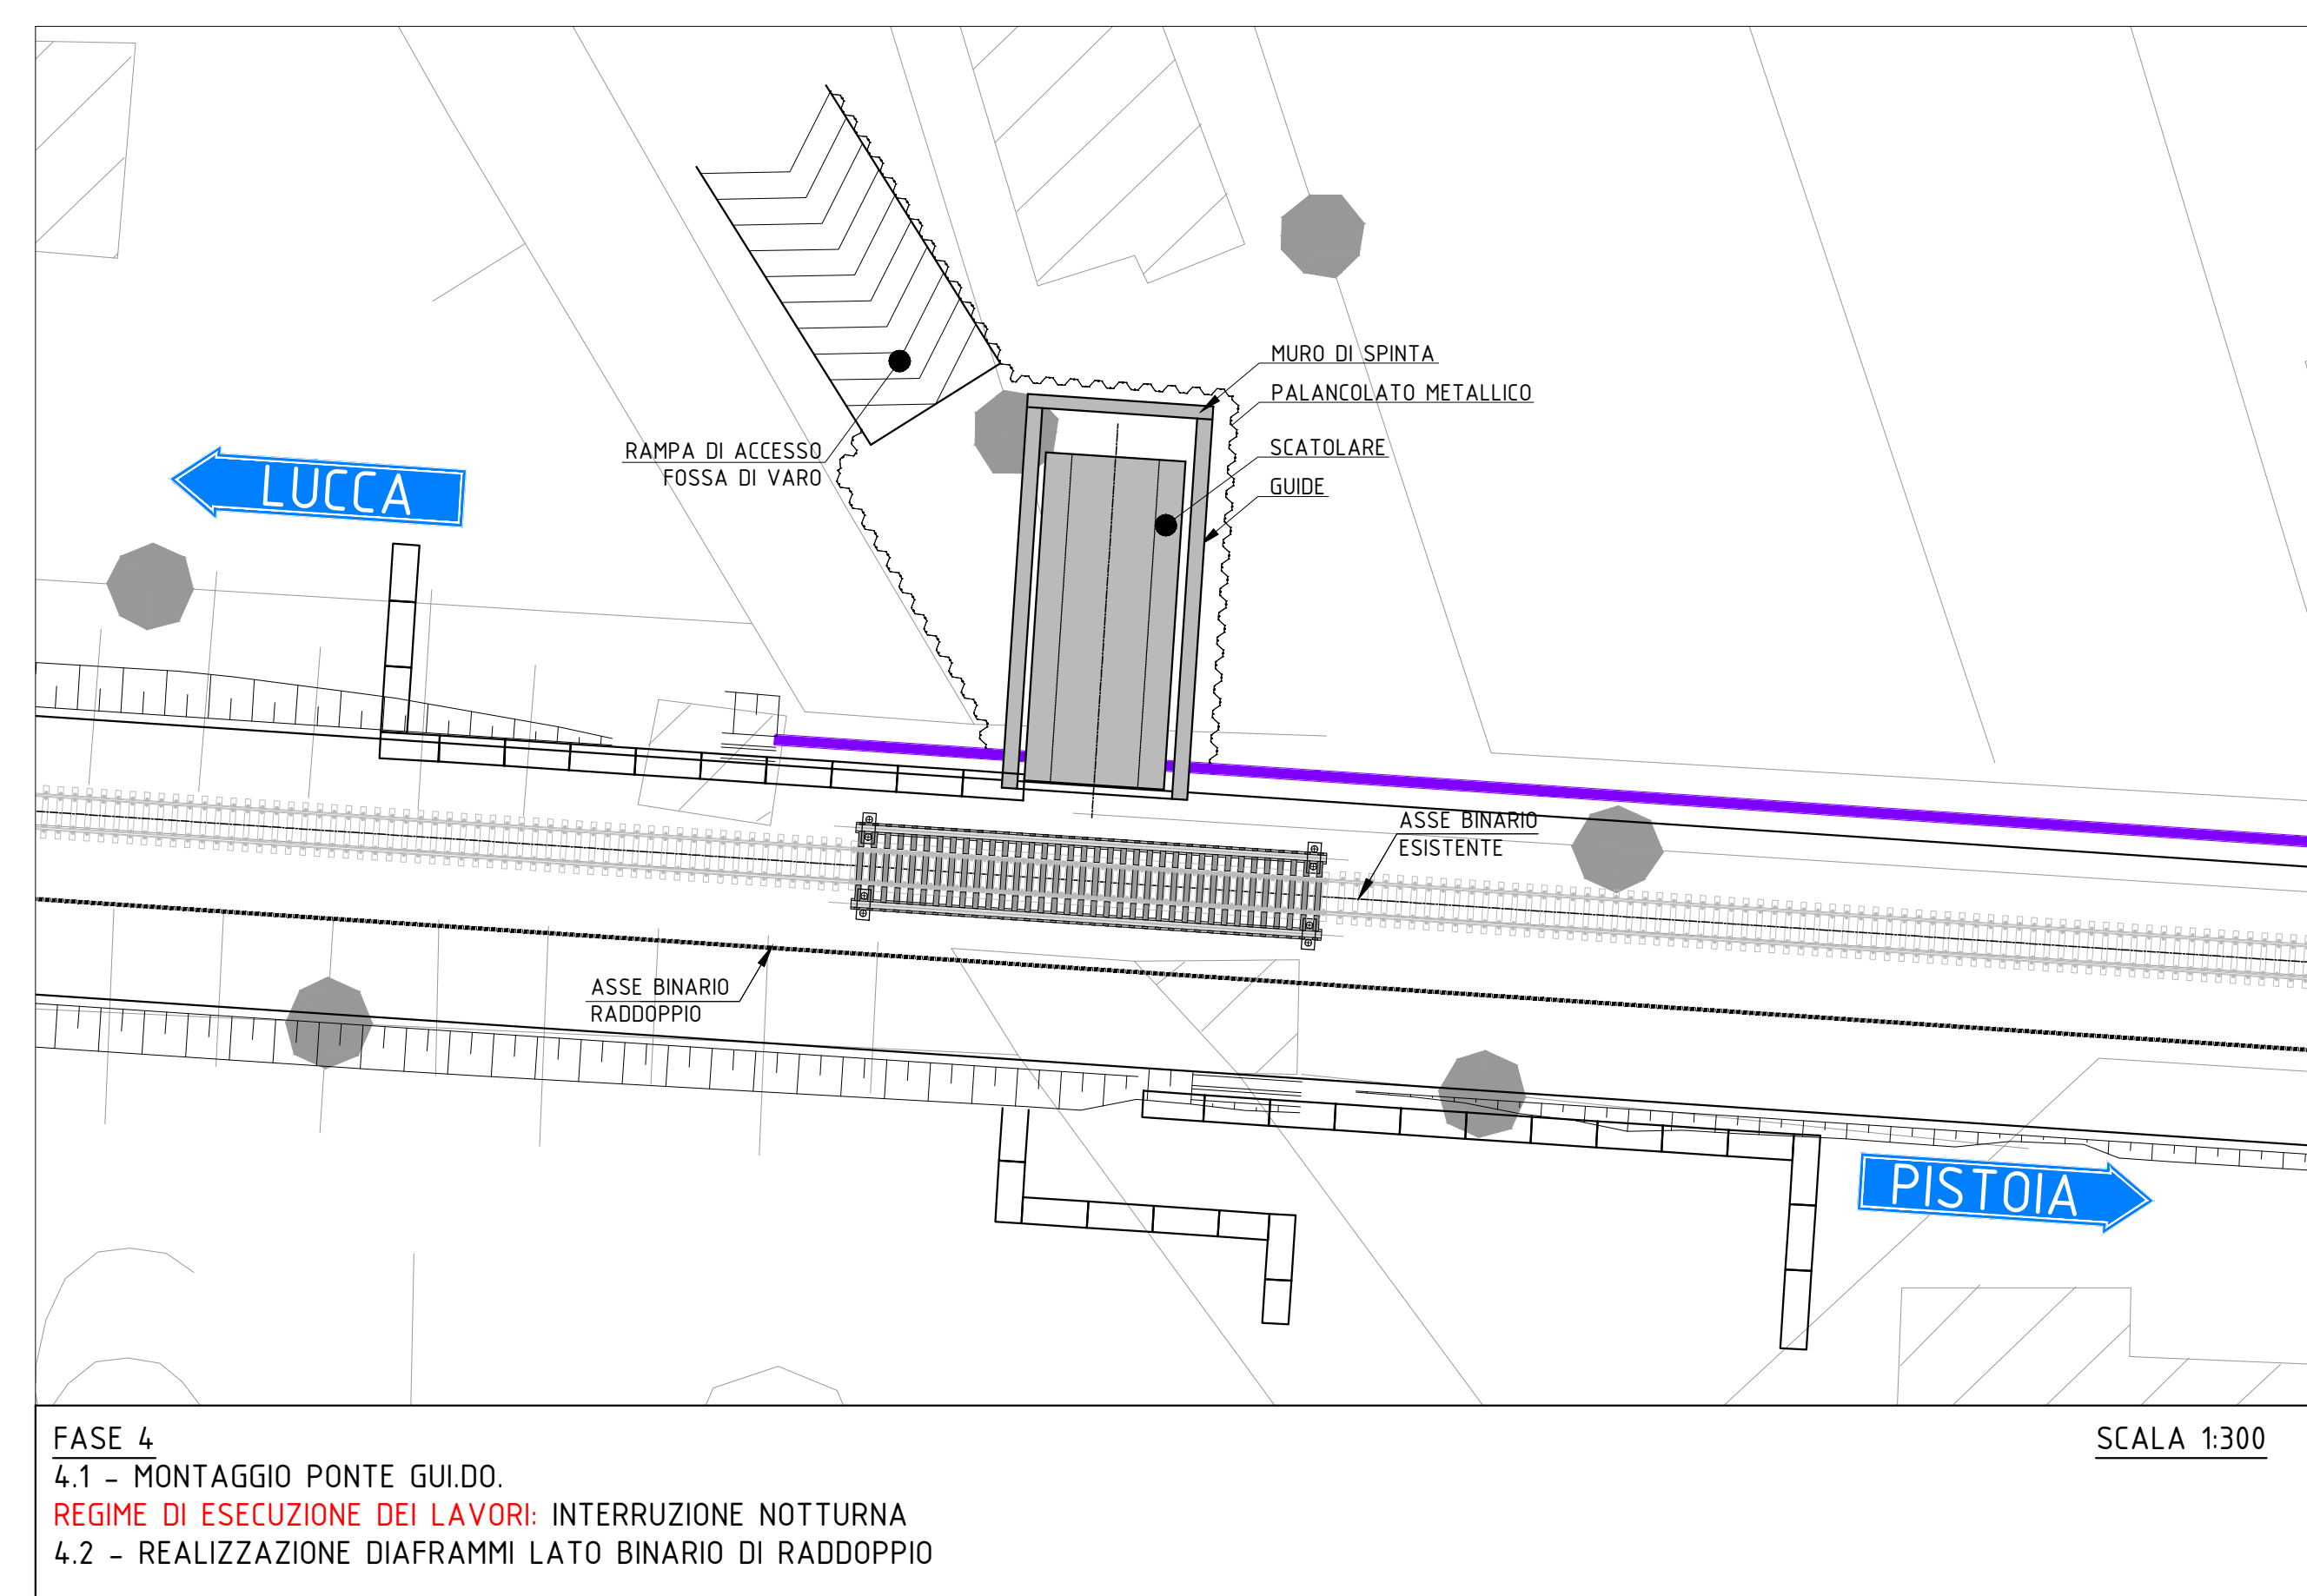 MURO DI SPINTA
PALANCOLATO METALLICO
RAMPA DI ACCESSO
FOSSA DI VARO
SCATOLARE
GUIDE
LUCCA
ASSE BINARIO
ESISTENTE
ASSE BINARIO
RADDOPPIO
PISTOIA
FASE 4
SCALA 1:300
4.1 - MONTAGGIO PONTE GUI.DO.
REGIME DI ESECUZIONE DEI LAVORI: INTERRUZIONE NOTTURNA
4.2 - REALIZZAZIONE DIAFRAMMI LATO BINARIO DI RADDOPPIO